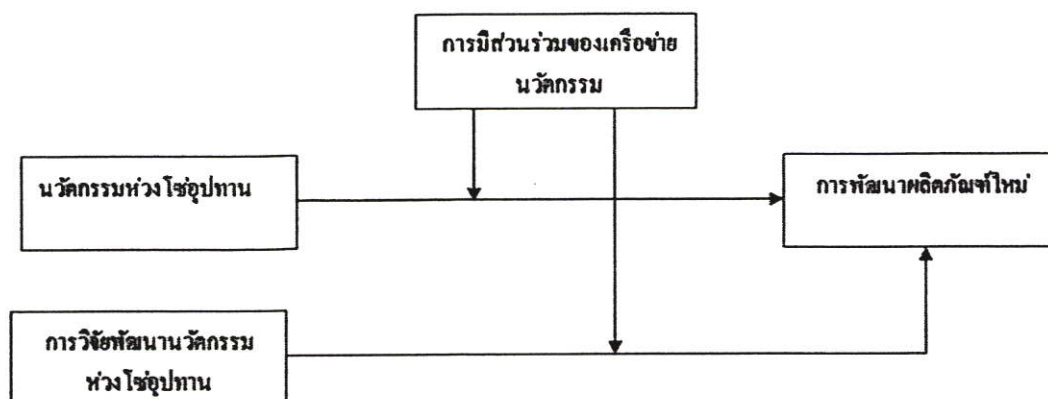 การมีส่วนร่วมของเครือข่าย
นวัตกรรม
นวัตกรรมห่วงโซ่อุปทาน
การพัฒนาผลิตภัณฑ์ใหม่
การวิจัยพัฒนานวัตกรรม
ห่วงโซ่อุปทาน